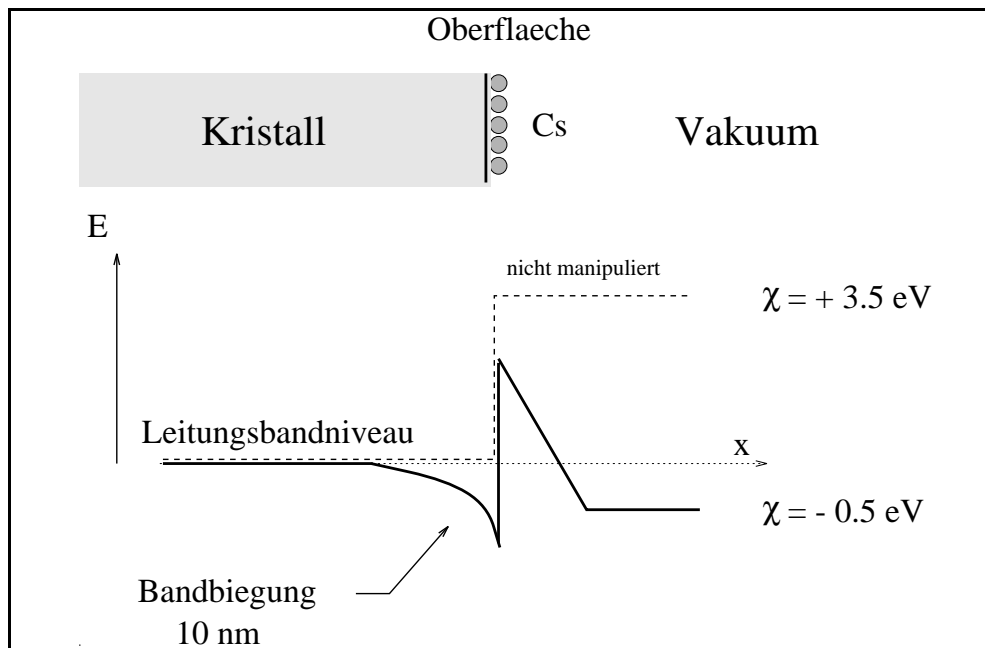 Oberflaeche
Kristall
Cs
Vakuum
E
nicht manipuliert
χ = + 3.5 eV
Leitungsbandniveau
x
χ = - 0.5 eV
Bandbiegung
10 nm